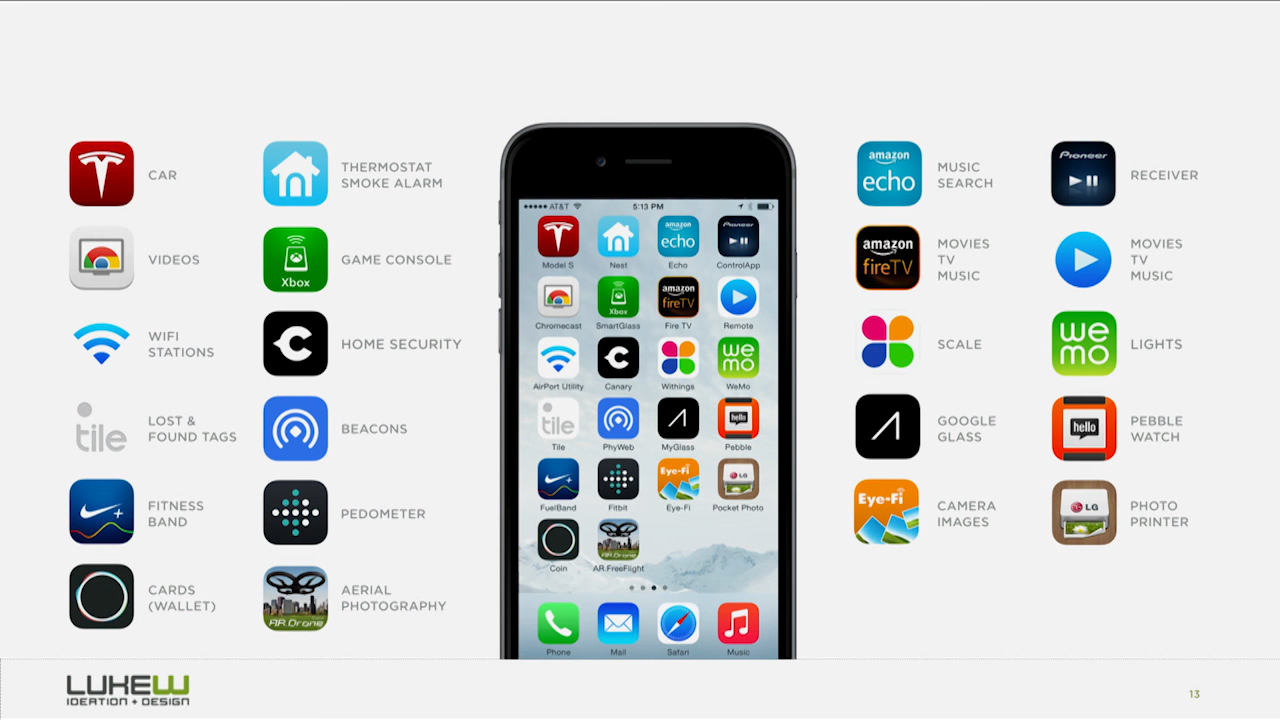 CAR
THERMOSTAT
SMOKE ALARM
VIDEOS
Xbox
GAME CONSOLE
WIFI
STATIONS
HOME SECURITY
tile
LOST &
FOUND TAGS
BEACONS
FITNESS
BAND
PEDOMETER
CARDS
(WALLET)
AR.Drone
AERIAL
PHOTOGRAPHY
AT&T 5:13 PM
amazon
echo
Pioneer
Model S Nest Echo ControlApp
Xbox
amazon
fireTV
Chromecast SmartGlass Fire TV Remote
we
mo
AirPort Utility Canary Withings WeMo
tile
hello
Tile PhyWeb MyGlass Pebble
Eye-Fi
LG
FuelBand Fitbit Eye-Fi Pocket Photo
AR.Drone
Coin AR.FreeFlight
Phone Mail Safari Music
amazon
echo
MUSIC
SEARCH
Pioneer
RECEIVER
amazon
fireTV
MOVIES
TV
MUSIC
MOVIES
TV
MUSIC
SCALE
we
mo
LIGHTS
GOOGLE
GLASS
hello
PEBBLE
WATCH
Eye-Fi
CAMERA
IMAGES
LG
PHOTO
PRINTER
LUKEW
IDEATION + DESIGN
13